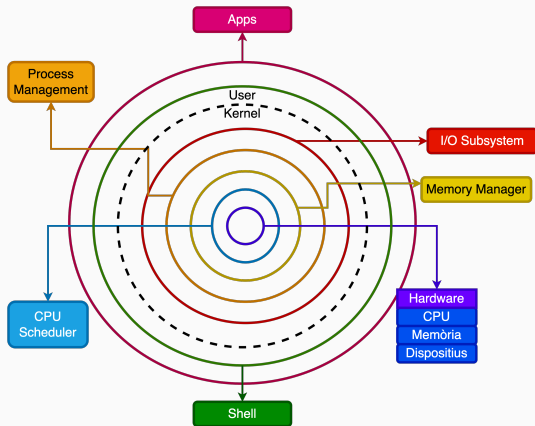 Apps
Process
Management
User
Kernel
I/O Subsystem
Memory Manager
Hardware
CPU
Memòria
Dispositius
CPU
Scheduler
Shell